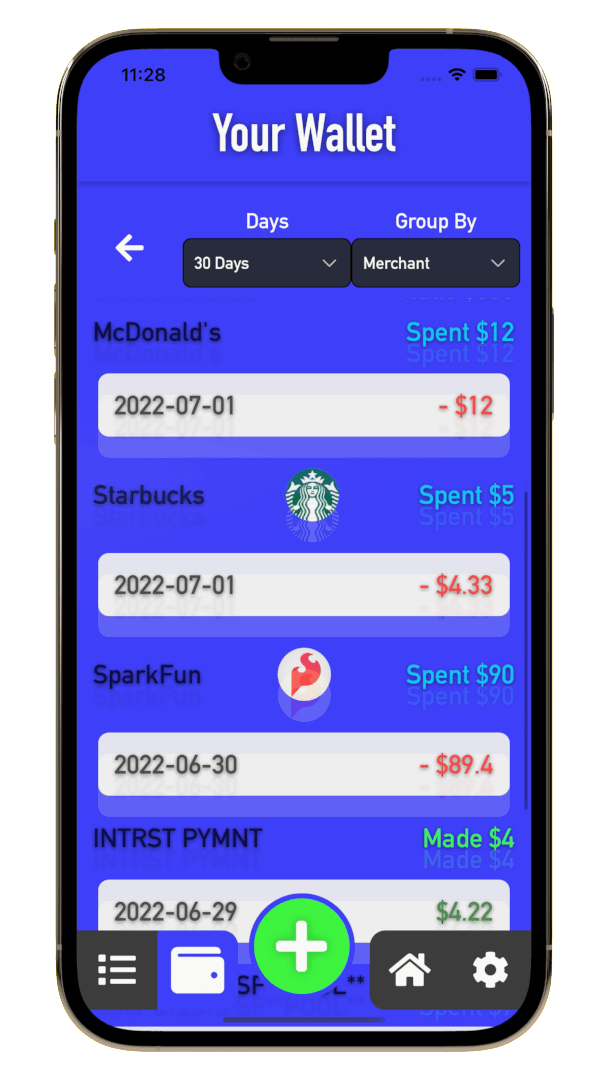 11:28
Your Wallet
Days Group By
30 Days Merchant
McDonald's Spent $12
2022-07-01 - $12
Starbucks Spent $5
2022-07-01 - $4.33
SparkFun Spent $90
2022-06-30 - $89.4
INTRST PYMNT Made $4
2022-06-29 $4.22